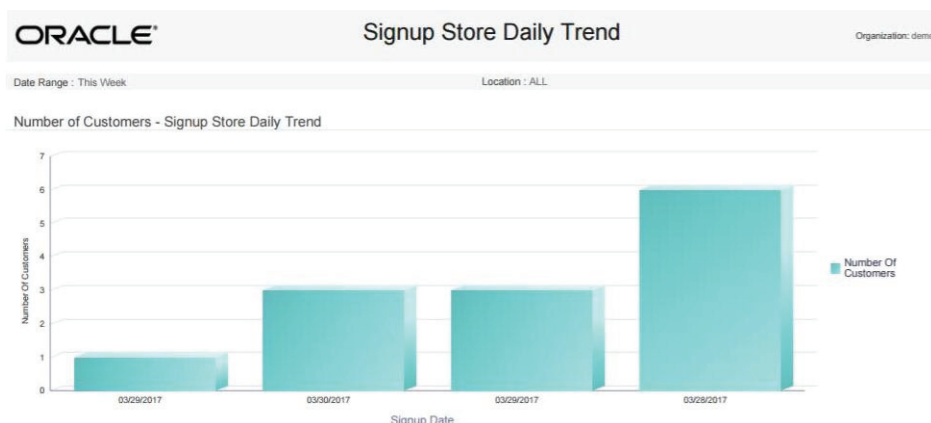 ORACLE®
Signup Store Daily Trend
Organization: demo
Date Range : This Week
Location : ALL
Number of Customers - Signup Store Daily Trend
7
6
5
4
3
2
1
0
Number Of Customers
03/29/2017
03/30/2017
03/29/2017
03/28/2017
Signup Date
Number Of
Customers